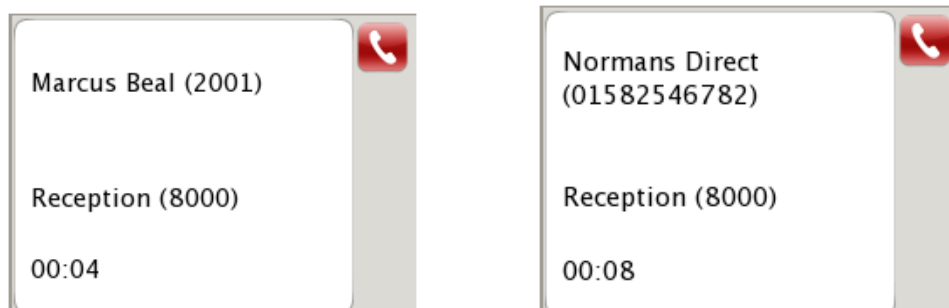 Marcus Beal (2001)
Reception (8000)
00:04
Normans Direct
(01582546782)
Reception (8000)
00:08